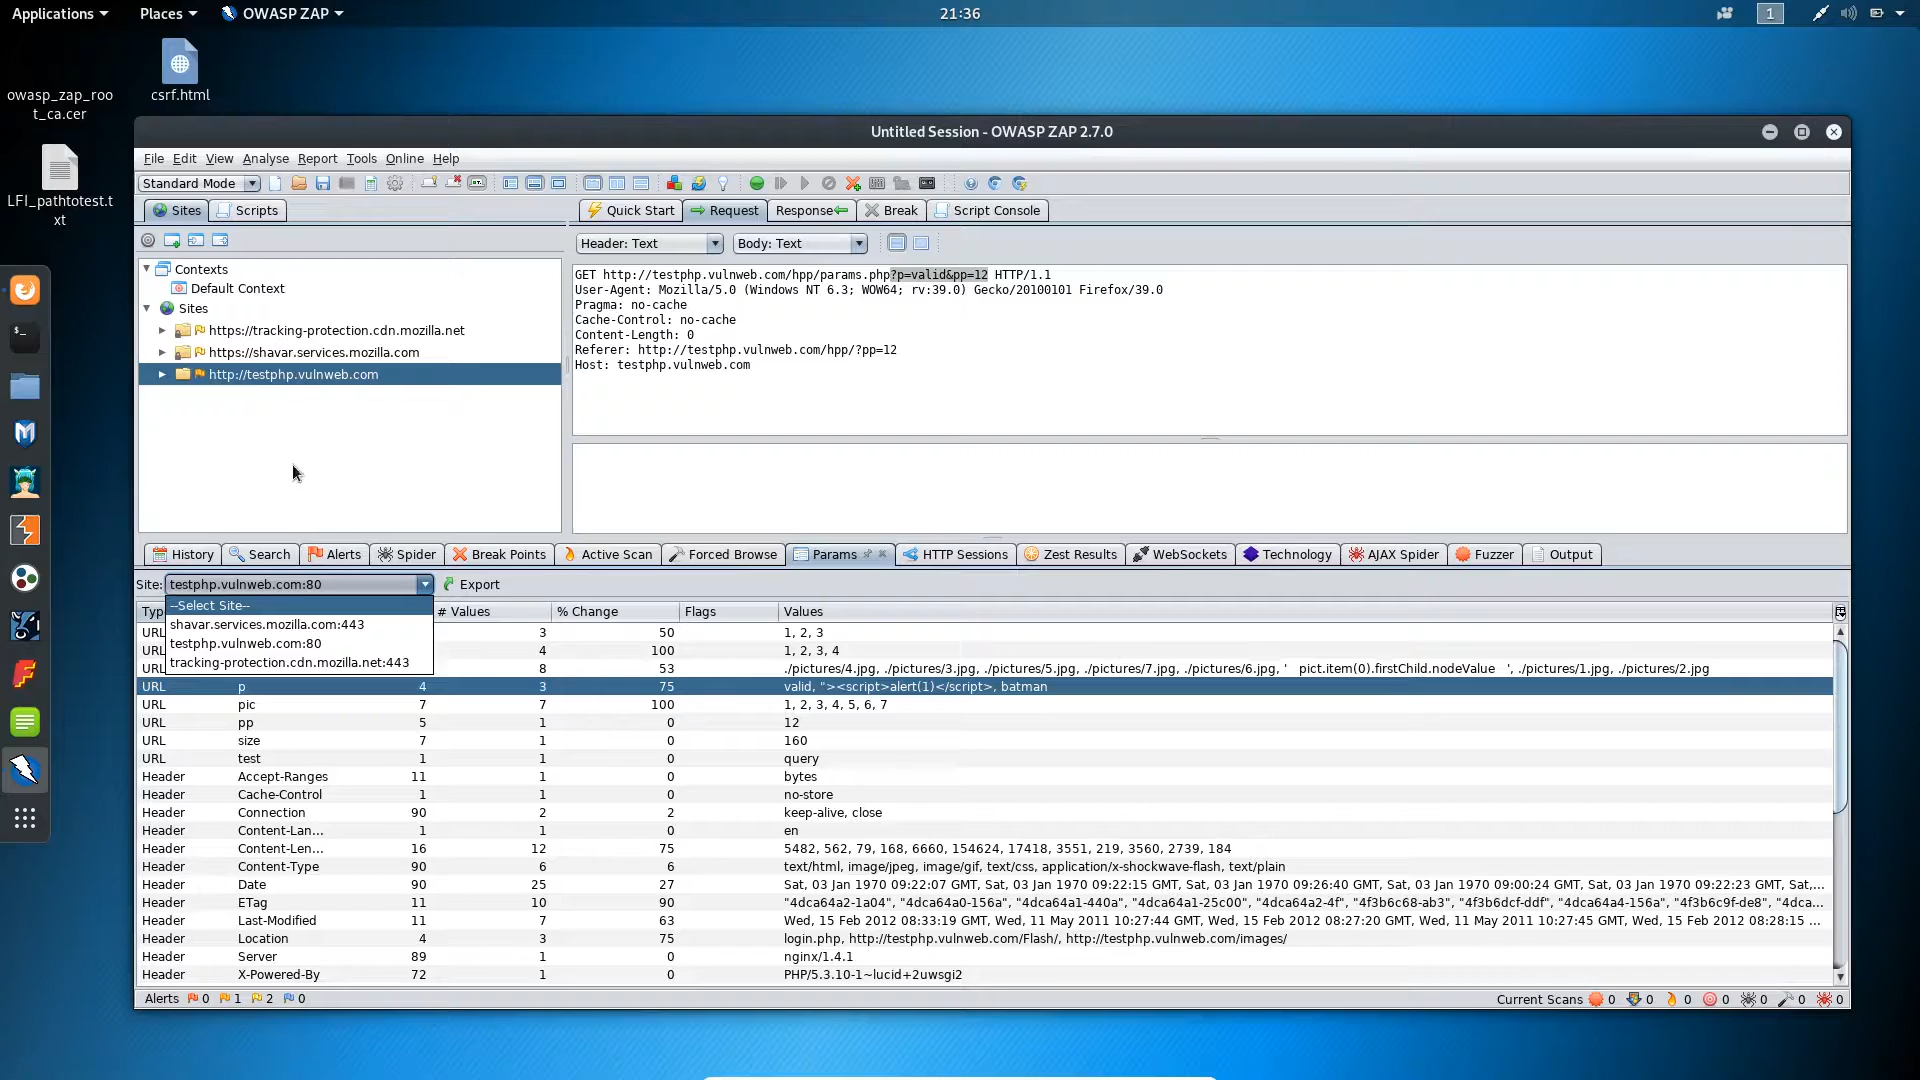 Applications Places OWASP ZAP 21:36 1
csrf.html
owasp_zap_roo
t_ca.cer
LFI_pathtotest.t
xt
Untitled Session - OWASP ZAP 2.7.0
File Edit View Analyse Report Tools Online Help
Standard Mode
Sites Scripts Quick Start Request Response Break Script Console
Header: Text Body: Text
Contexts
Default Context
Sites
https://tracking-protection.cdn.mozilla.net
https://shavar.services.mozilla.com
http://testphp.vulnweb.com
GET http://testphp.vulnweb.com/hpp/params.php?p=valid&pp=12 HTTP/1.1
User-Agent: Mozilla/5.0 (Windows NT 6.3; WOW64; rv:39.0) Gecko/20100101 Firefox/39.0
Pragma: no-cache
Cache-Control: no-cache
Content-Length: 0
Referer: http://testphp.vulnweb.com/hpp/?pp=12
Host: testphp.vulnweb.com
History Search Alerts Spider Break Points Active Scan Forced Browse Params HTTP Sessions Zest Results WebSockets Technology AJAX Spider Fuzzer Output
Site: testphp.vulnweb.com:80 Export
--Select Site--
shavar.services.mozilla.com:443
testphp.vulnweb.com:80
tracking-protection.cdn.mozilla.net:443
Typ # Values % Change Flags Values
URL 3 50 1, 2, 3
URL 4 100 1, 2, 3, 4
URL 8 53 ./pictures/4.jpg, ./pictures/3.jpg, ./pictures/5.jpg, ./pictures/7.jpg, ./pictures/6.jpg, ' pict.item(0).firstChild.nodeValue ', ./pictures/1.jpg, ./pictures/2.jpg
URL p 4 3 75 valid, "><script>alert(1)</script>, batman
URL pic 7 7 100 1, 2, 3, 4, 5, 6, 7
URL pp 5 1 0 12
URL size 7 1 0 160
URL test 1 1 0 query
Header Accept-Ranges 11 1 0 bytes
Header Cache-Control 1 1 0 no-store
Header Connection 90 2 2 keep-alive, close
Header Content-Lan... 1 1 0 en
Header Content-Len... 16 12 75 5482, 562, 79, 168, 6660, 154624, 17418, 3551, 219, 3560, 2739, 184
Header Content-Type 90 6 6 text/html, image/jpeg, image/gif, text/css, application/x-shockwave-flash, text/plain
Header Date 90 25 27 Sat, 03 Jan 1970 09:22:07 GMT, Sat, 03 Jan 1970 09:22:15 GMT, Sat, 03 Jan 1970 09:26:40 GMT, Sat, 03 Jan 1970 09:00:24 GMT, Sat, 03 Jan 1970 09:22:23 GMT, Sat,...
Header ETag 11 10 90 "4dca64a2-1a04", "4dca64a0-156a", "4dca64a1-440a", "4dca64a1-25c00", "4dca64a2-4f", "4f3b6c68-ab3", "4f3b6dcf-ddf", "4dca64a4-156a", "4f3b6c9f-de8", "4dca...
Header Last-Modified 11 7 63 Wed, 15 Feb 2012 08:33:19 GMT, Wed, 11 May 2011 10:27:44 GMT, Wed, 15 Feb 2012 08:27:20 GMT, Wed, 11 May 2011 10:27:45 GMT, Wed, 15 Feb 2012 08:28:15 ...
Header Location 4 3 75 login.php, http://testphp.vulnweb.com/Flash/, http://testphp.vulnweb.com/images/
Header Server 89 1 0 nginx/1.4.1
Header X-Powered-By 72 1 0 PHP/5.3.10-1~lucid+2uwsgi2
Alerts 0 1 2 0 Current Scans 0 0 0 0 0 0 0